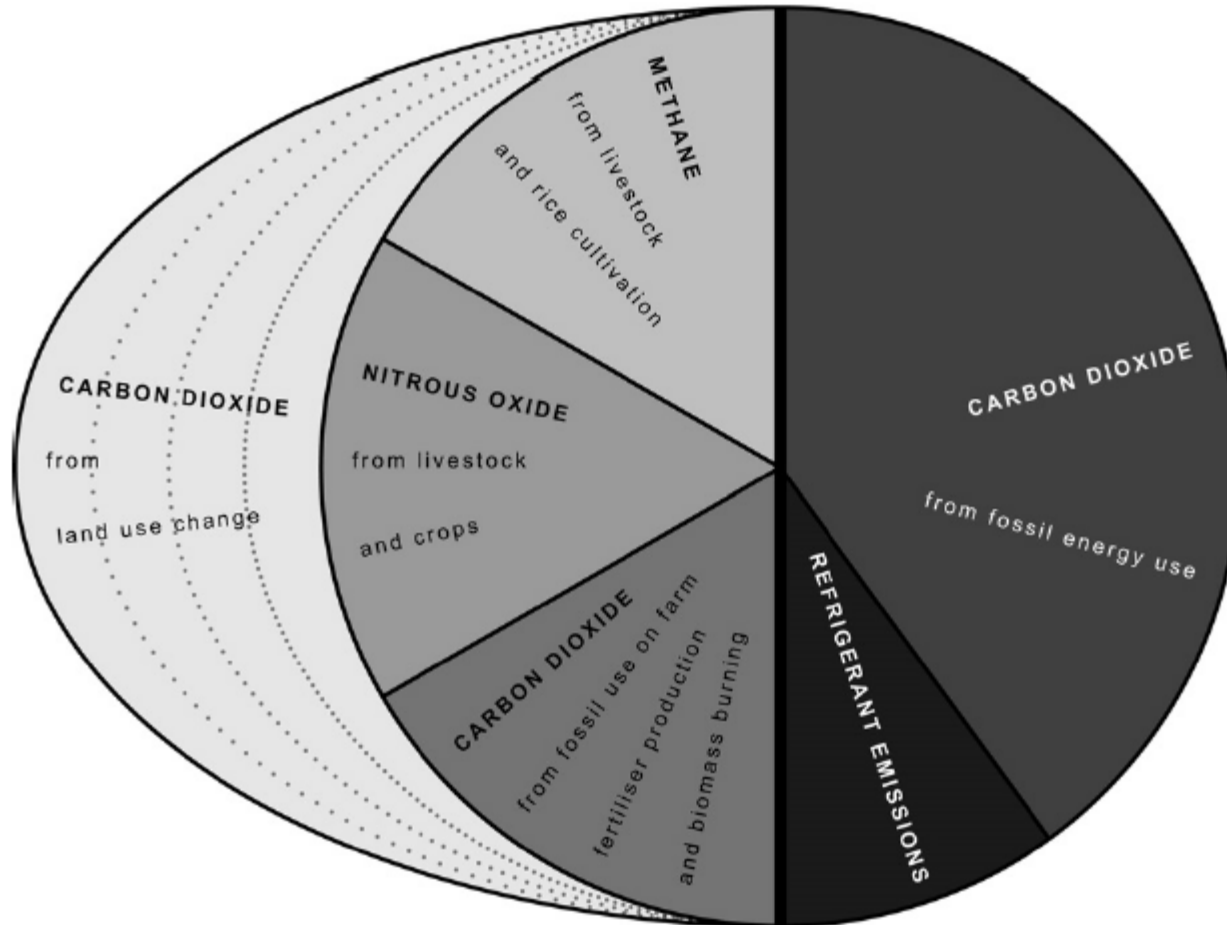 METHANE
from livestock
and rice cultivation
CARBON DIOXIDE
from
land use change
NITROUS OXIDE
from livestock
and crops
CARBON DIOXIDE
from fossil use on farm
fertiliser production
and biomass burning
CARBON DIOXIDE
from fossil energy use
REFRIGERANT EMISSIONS